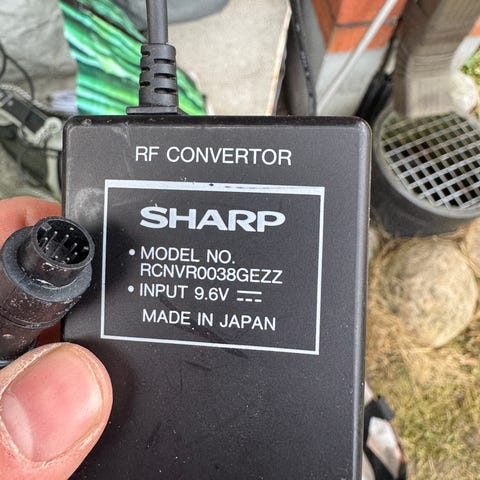 RF CONVERTOR
SHARP
• MODEL NO.
RCNVR0038GEZZ
• INPUT 9.6V ⎓
MADE IN JAPAN